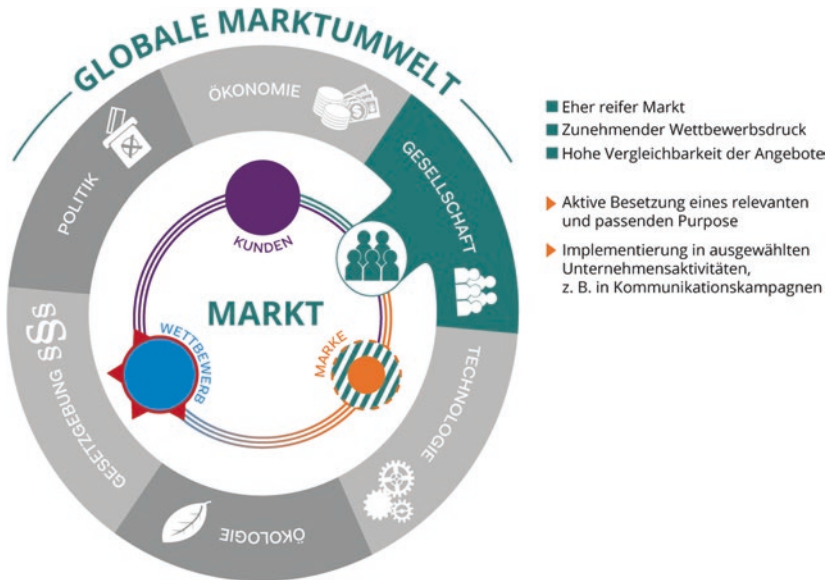 GLOBALE MARKTUMWELT
ÖKONOMIE
GESELLSCHAFT
TECHNOLOGIE
ÖKOLOGIE
GESETZGEBUNG
§§§§
POLITIK
KUNDEN
MARKT
WETTBEWERB
MARKE
Eher reifer Markt
Zunehmender Wettbewerbsdruck
Hohe Vergleichbarkeit der Angebote
Aktive Besetzung eines relevanten
und passenden Purpose
Implementierung in ausgewählten
Unternehmensaktivitäten,
z. B. in Kommunikationskampagnen